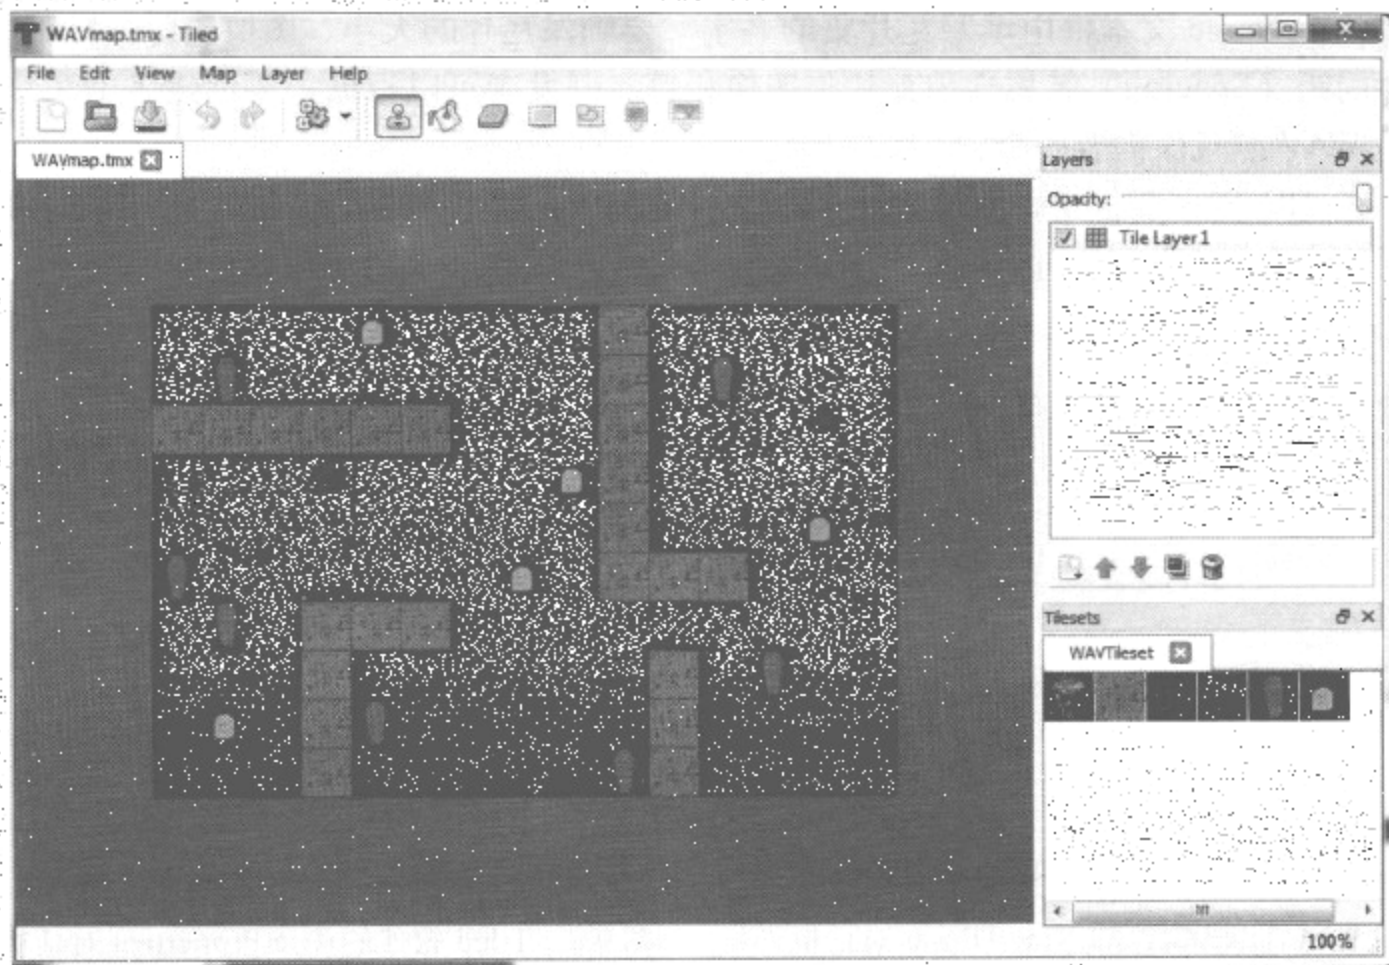 WAVmap.tmx - Tiled
File Edit View Map Layer Help
WAVmap.tmx
Layers
Opacity:
Tile Layer 1
Tilesets
WAVTileset
100%